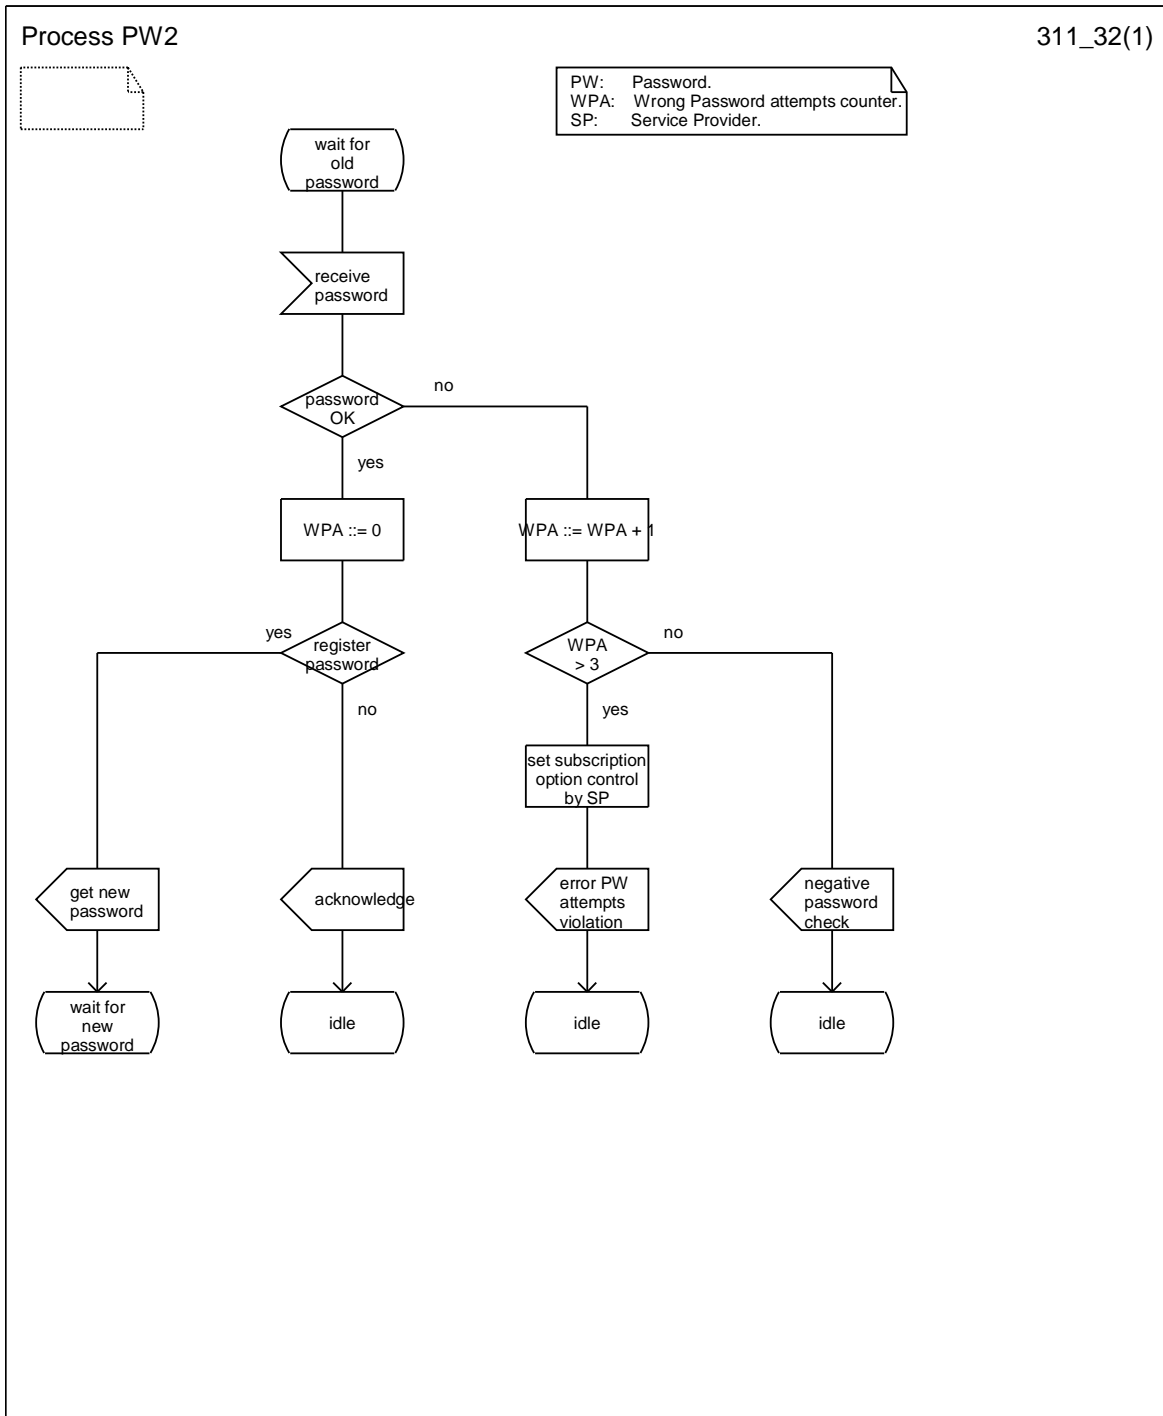 Process PW2
311_32(1)
PW: Password.
WPA: Wrong Password attempts counter.
SP: Service Provider.
wait for
old
password
receive
password
password
OK
no
yes
WPA ::= 0
WPA ::= WPA + 1
yes
register
password
no
WPA
> 3
no
yes
set subscription
option control
by SP
get new
password
acknowledge
error PW
attempts
violation
negative
password
check
wait for
new
password
idle
idle
idle